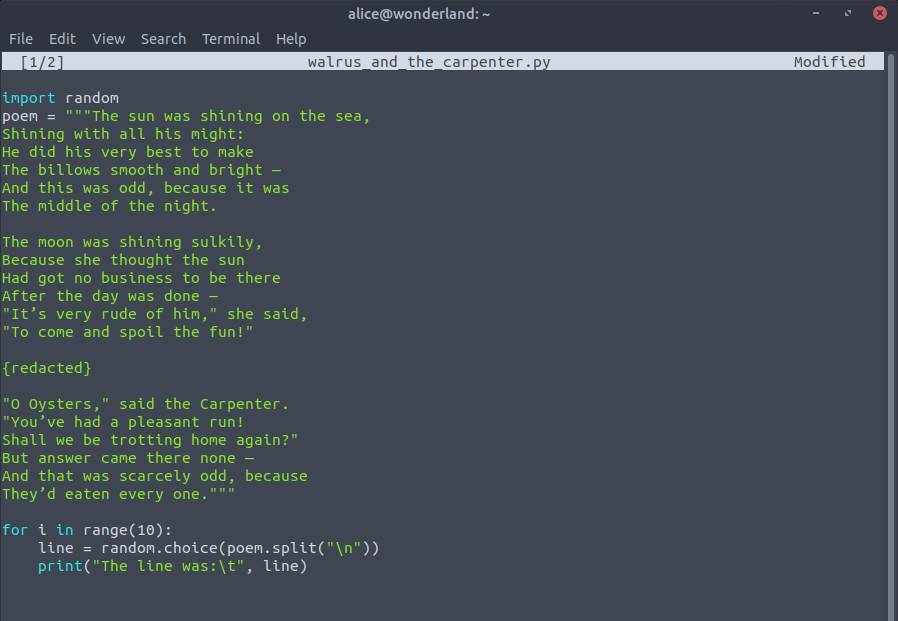 alice@wonderland: ~
File Edit View Search Terminal Help
[1/2] walrus_and_the_carpenter.py Modified
import random
poem = """The sun was shining on the sea,
Shining with all his might:
He did his very best to make
The billows smooth and bright —
And this was odd, because it was
The middle of the night.

The moon was shining sulkily,
Because she thought the sun
Had got no business to be there
After the day was done —
"It’s very rude of him," she said,
"To come and spoil the fun!"

{redacted}

"O Oysters," said the Carpenter.
"You’ve had a pleasant run!
Shall we be trotting home again?"
But answer came there none —
And that was scarcely odd, because
They’d eaten every one."""

for i in range(10):
    line = random.choice(poem.split("\n"))
    print("The line was:\t", line)